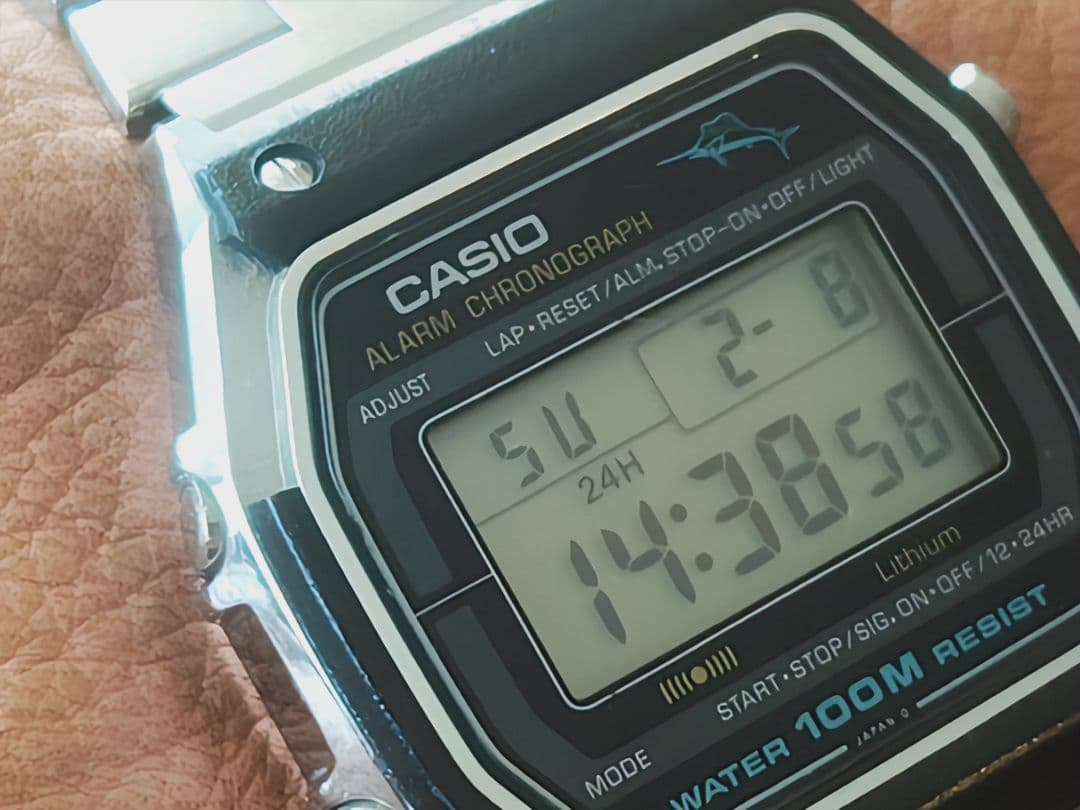 CASIO
ALARM CHRONOGRAPH
LAP•RESET/ALM. STOP-ON•OFF/LIGHT
ADJUST
SU 2- 8
24H
14:38 58
Lithium
START•STOP/SIG. ON•OFF/12•24HR
MODE
WATER 100M RESIST
JAPAN 0